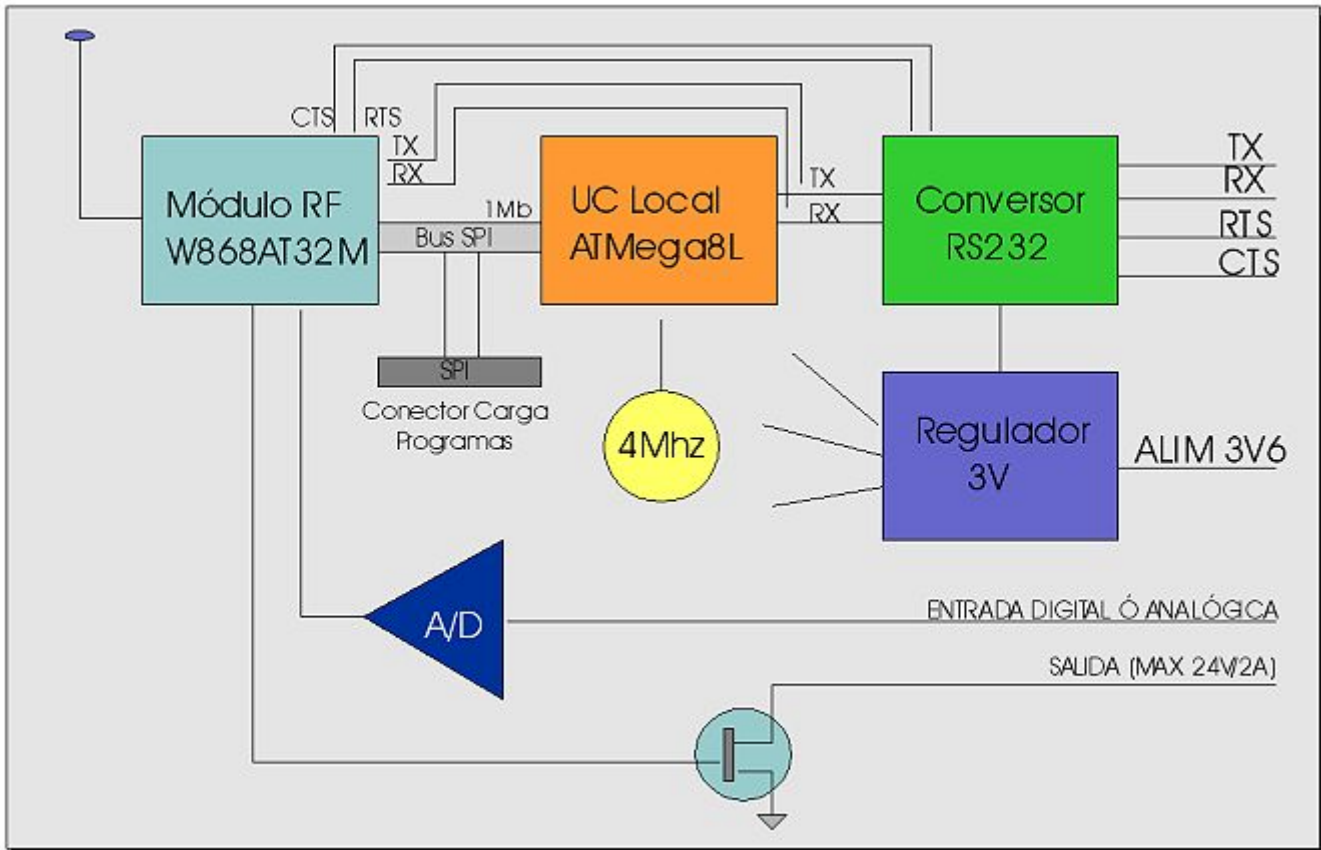 CTS RTS
TX
RX
Módulo RF
W868AT32M
1Mb
Bus SPI
UC Local
ATMega8L
TX
RX
Conversor
RS232
TX
RX
RTS
CTS
SPI
Conector Carga
Programas
4Mhz
Regulador
3V
ALIM 3V6
A/D
ENTRADA DIGITAL Ó ANALÓGICA
SALIDA (MAX 24V/2A)